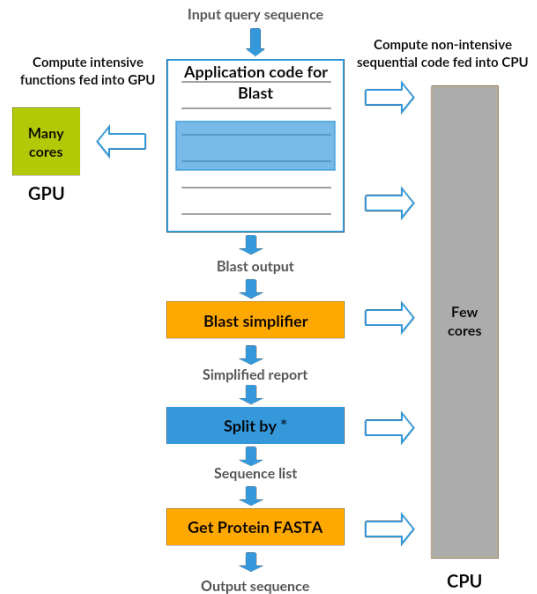 Input query sequence
Compute intensive
functions fed into GPU
Compute non-intensive
sequential code fed into CPU
Application code for
Blast
Many
cores
GPU
Blast output
Blast simplifier
Few
cores
Simplified report
Split by *
Sequence list
Get Protein FASTA
Output sequence
CPU